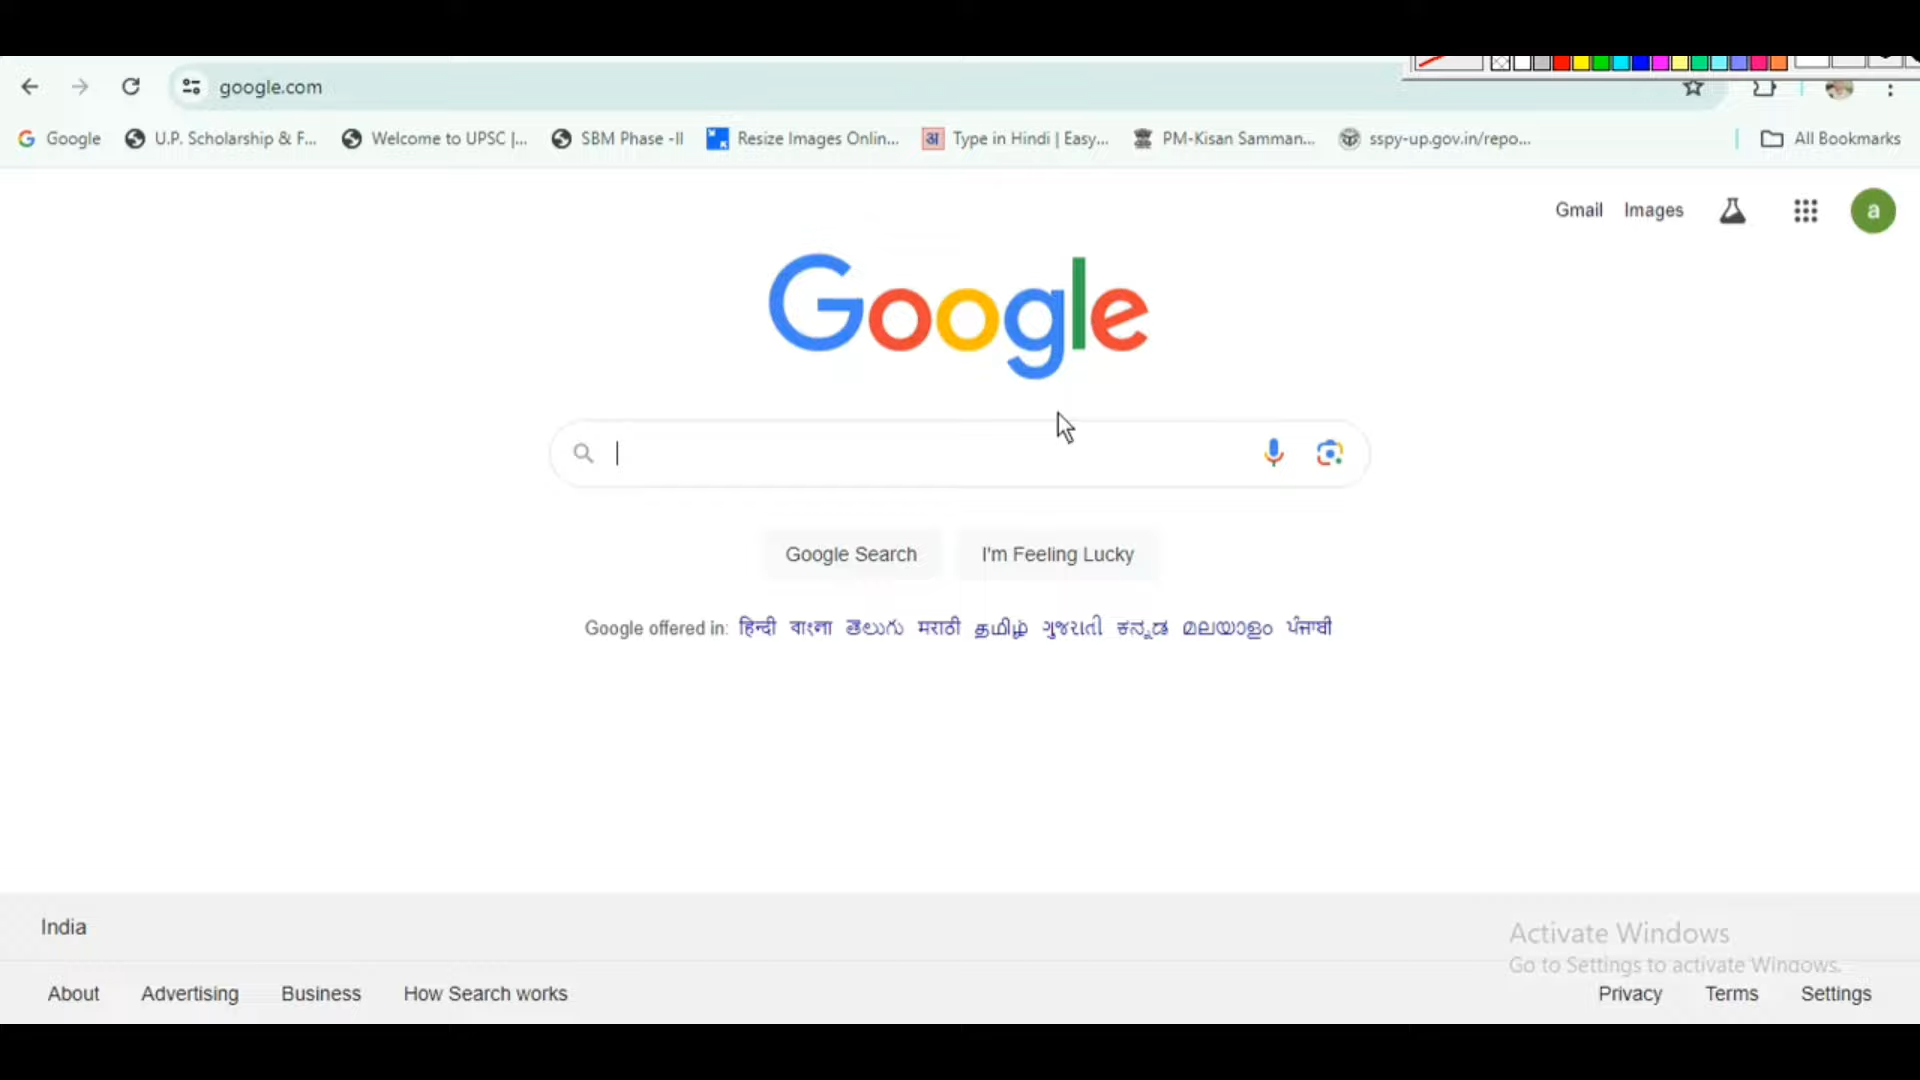 google.com
Google U.P. Scholarship & F... Welcome to UPSC |... SBM Phase -II Resize Images Onlin... अ Type in Hindi | Easy... PM-Kisan Samman... sspy-up.gov.in/repo... All Bookmarks
Gmail Images a
Google
Google Search I'm Feeling Lucky
Google offered in: हिन्दी বাংলা తెలుగు मराठी தமிழ் ગુજરાતી ಕನ್ನಡ മലയാളം ਪੰਜਾਬੀ
India
Activate Windows
Go to Settings to activate Windows.
About Advertising Business How Search works Privacy Terms Settings